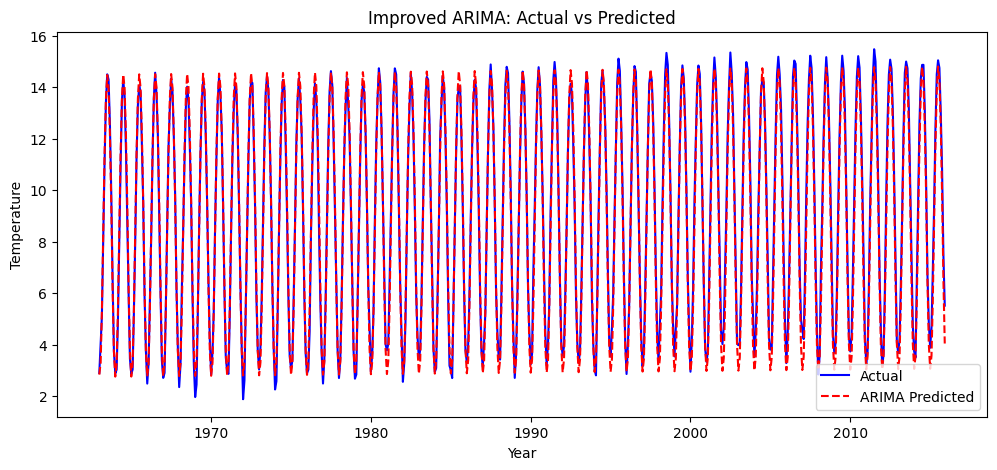 Improved ARIMA: Actual vs Predicted
16
14
12
10
8
6
4
2
Temperature
1970
1980
1990
2000
2010
Year
Actual
ARIMA Predicted